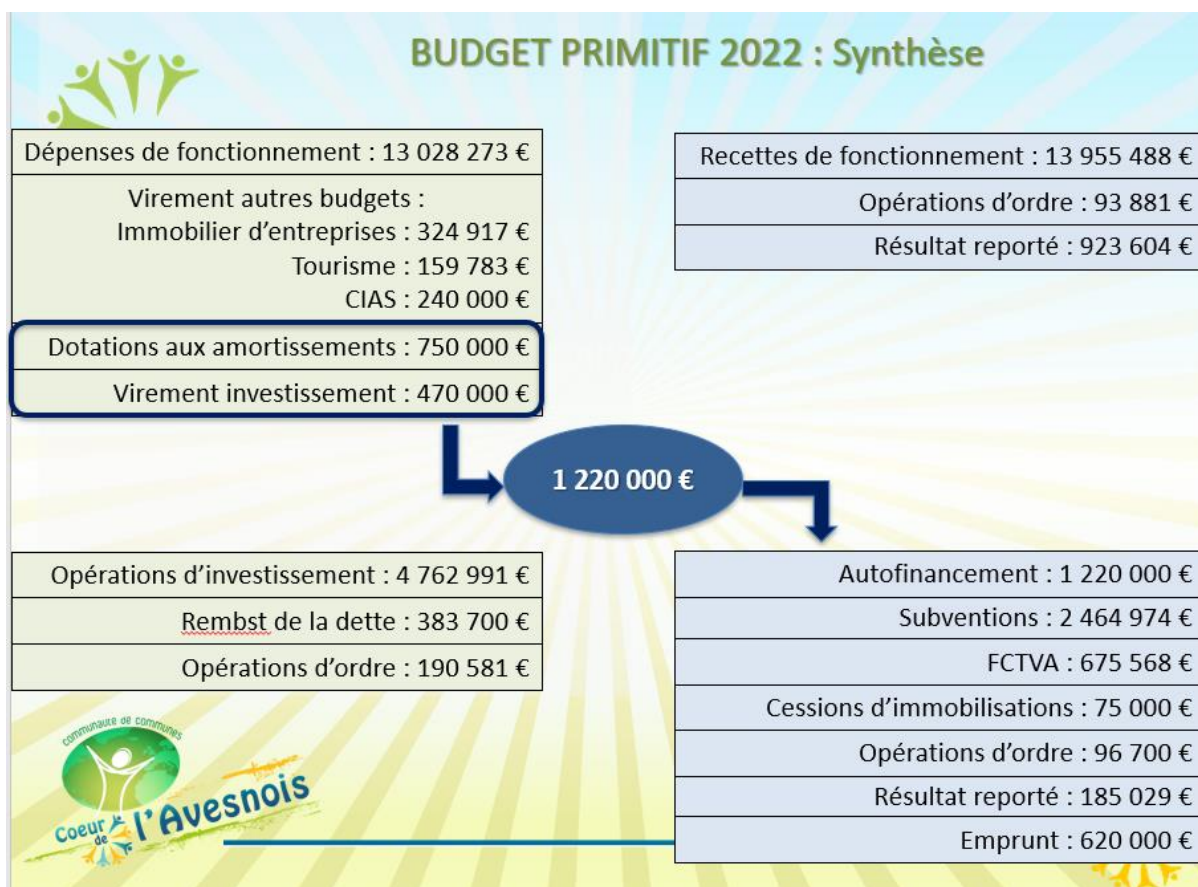 BUDGET PRIMITIF 2022 : Synthèse
Dépenses de fonctionnement : 13 028 273 €
Virement autres budgets :
Immobilier d'entreprises : 324 917 €
Tourisme : 159 783 €
CIAS : 240 000 €
Dotations aux amortissements : 750 000 €
Virement investissement : 470 000 €
Recettes de fonctionnement : 13 955 488 €
Opérations d'ordre : 93 881 €
Résultat reporté : 923 604 €
1 220 000 €
Opérations d'investissement : 4 762 991 €
Rembst de la dette : 383 700 €
Opérations d'ordre : 190 581 €
Autofinancement : 1 220 000 €
Subventions : 2 464 974 €
FCTVA : 675 568 €
Cessions d'immobilisations : 75 000 €
Opérations d'ordre : 96 700 €
Résultat reporté : 185 029 €
Emprunt : 620 000 €
communauté de communes
Coeur de l'Avesnois